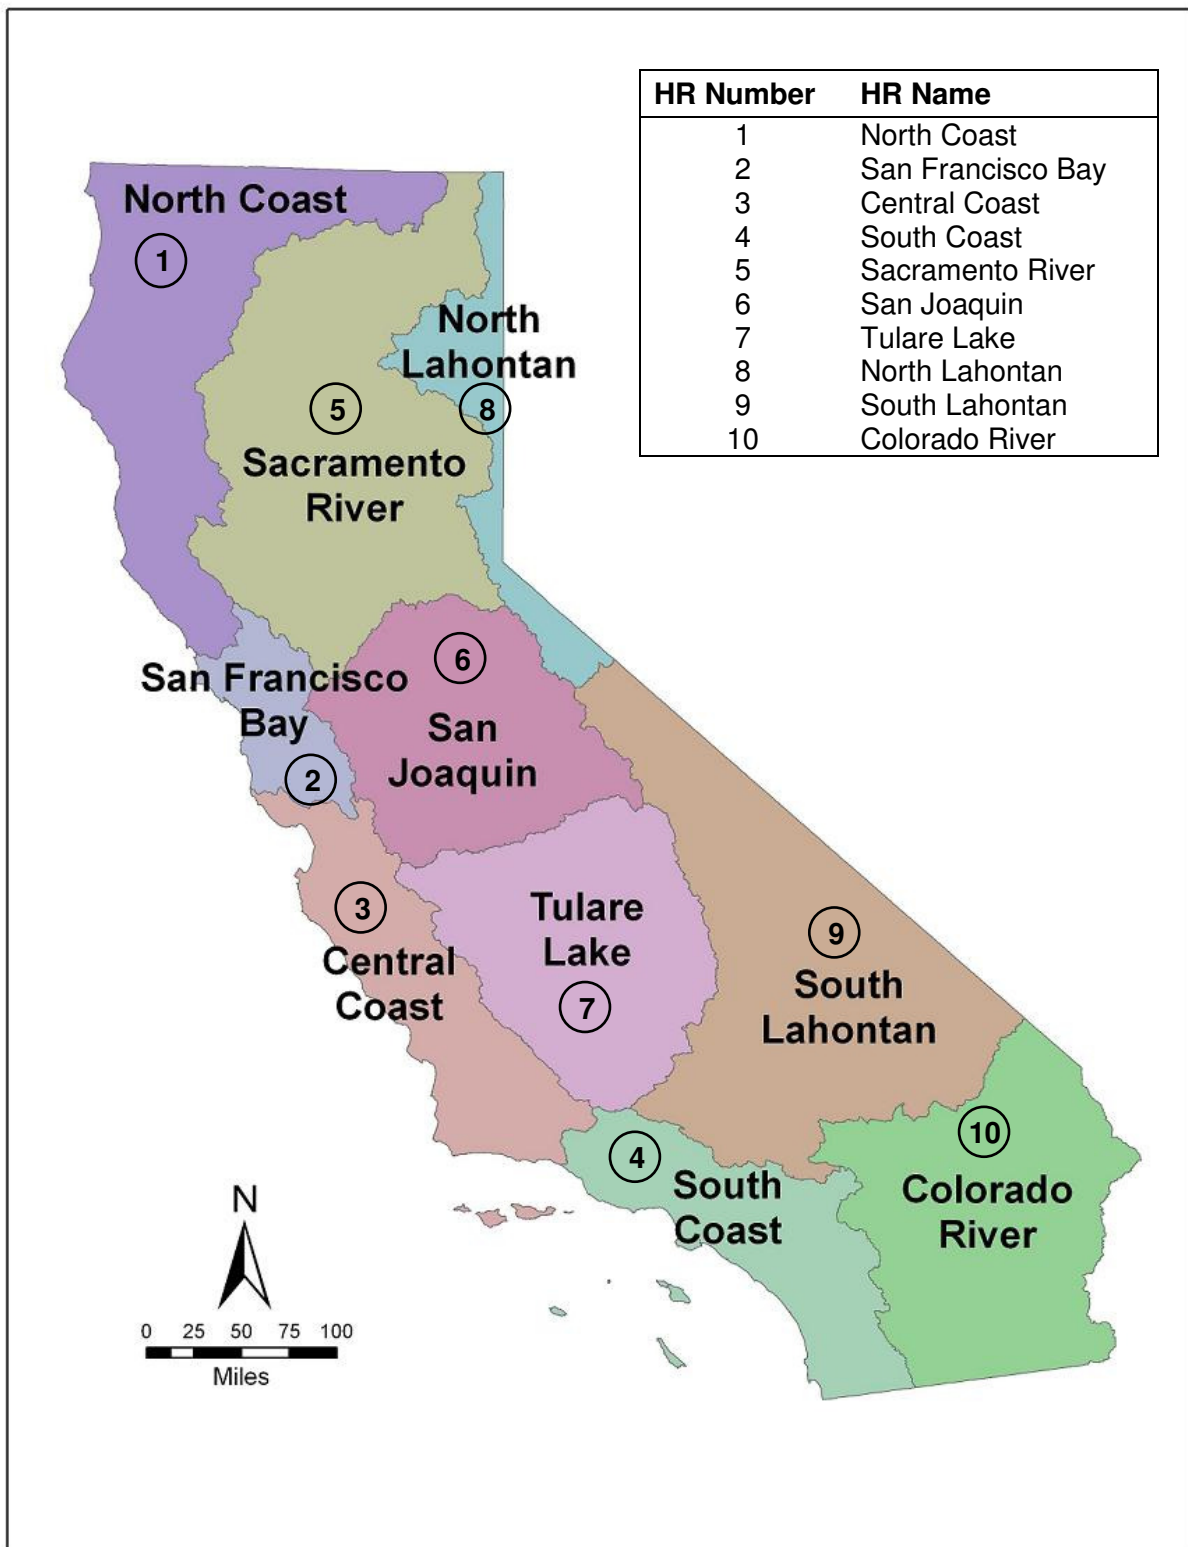 HR Number HR Name
1 North Coast
2 San Francisco Bay
3 Central Coast
4 South Coast
5 Sacramento River
6 San Joaquin
7 Tulare Lake
8 North Lahontan
9 South Lahontan
10 Colorado River
North Coast
1
North
Lahontan
8
5
Sacramento
River
6
San Francisco
Bay
2
San
Joaquin
3
Central
Coast
Tulare
Lake
7
9
South
Lahontan
4
South
Coast
10
Colorado
River
N
0 25 50 75 100
Miles